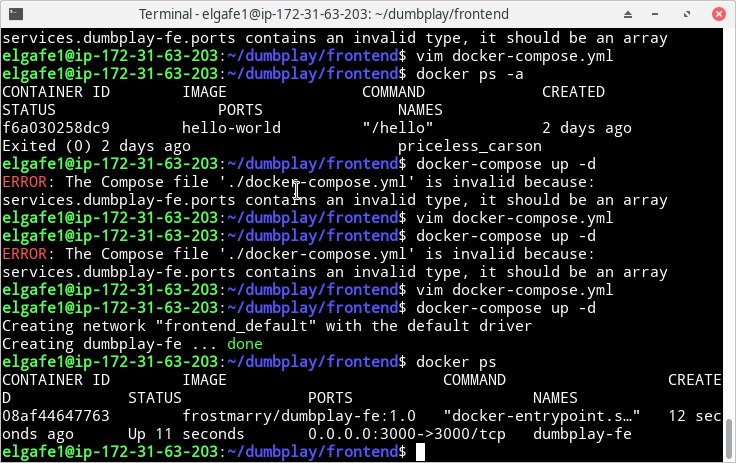 Terminal - elgafe1@ip-172-31-63-203: ~/dumbplay/frontend
services.dumbplay-fe.ports contains an invalid type, it should be an array
elgafe1@ip-172-31-63-203:~/dumbplay/frontend$ vim docker-compose.yml
elgafe1@ip-172-31-63-203:~/dumbplay/frontend$ docker ps -a
CONTAINER ID        IMAGE               COMMAND             CREATED
STATUS                  PORTS               NAMES
f6a030258dc9        hello-world         "/hello"            2 days ago
Exited (0) 2 days ago                       priceless_carson
elgafe1@ip-172-31-63-203:~/dumbplay/frontend$ docker-compose up -d
ERROR: The Compose file './docker-compose.yml' is invalid because:
services.dumbplay-fe.ports contains an invalid type, it should be an array
elgafe1@ip-172-31-63-203:~/dumbplay/frontend$ vim docker-compose.yml
elgafe1@ip-172-31-63-203:~/dumbplay/frontend$ docker-compose up -d
ERROR: The Compose file './docker-compose.yml' is invalid because:
services.dumbplay-fe.ports contains an invalid type, it should be an array
elgafe1@ip-172-31-63-203:~/dumbplay/frontend$ vim docker-compose.yml
elgafe1@ip-172-31-63-203:~/dumbplay/frontend$ docker-compose up -d
Creating network "frontend_default" with the default driver
Creating dumbplay-fe ... done
elgafe1@ip-172-31-63-203:~/dumbplay/frontend$ docker ps
CONTAINER ID        IMAGE                        COMMAND                  CREATE
D             STATUS              PORTS                    NAMES
08af44647763        frostmarry/dumbplay-fe:1.0   "docker-entrypoint.s…"   12 sec
onds ago      Up 11 seconds       0.0.0.0:3000->3000/tcp   dumbplay-fe
elgafe1@ip-172-31-63-203:~/dumbplay/frontend$